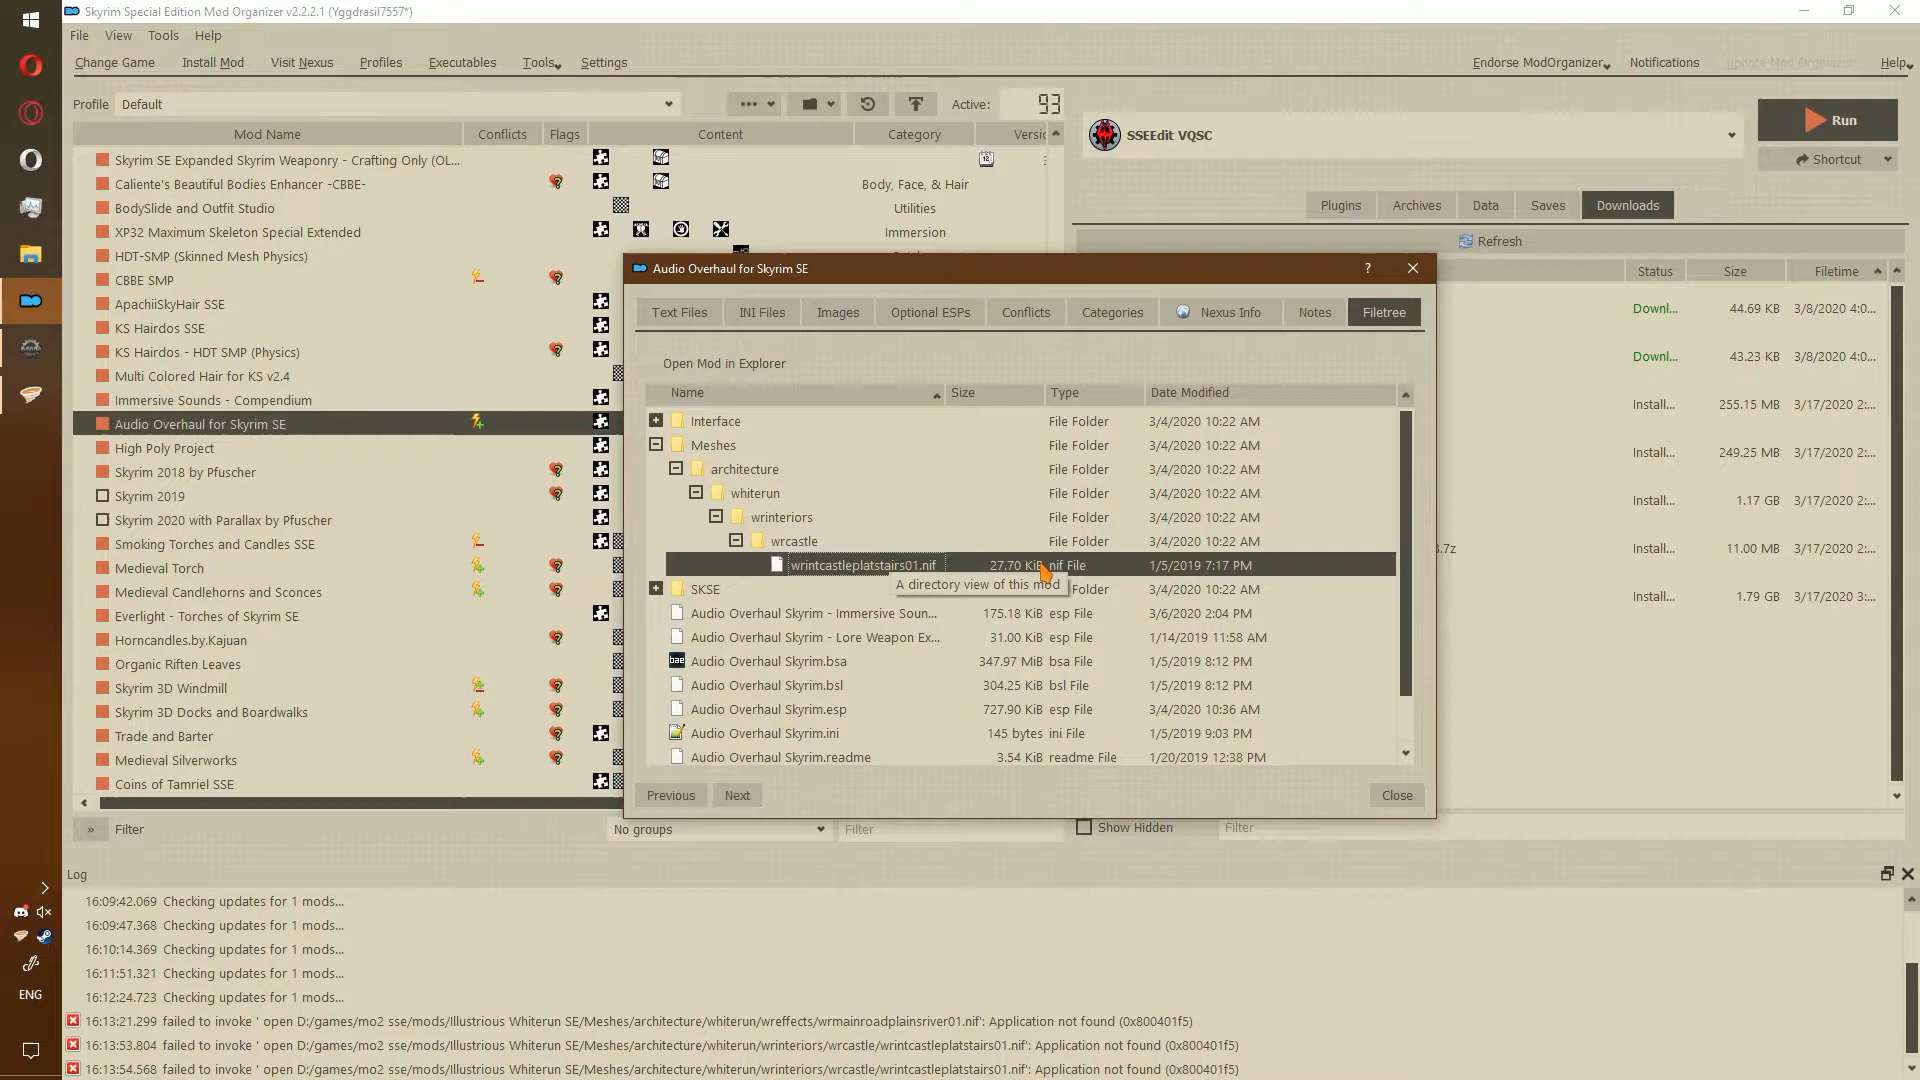 Skyrim Special Edition Mod Organizer v2.2.2.1 (Yggdrasil7557*)
File View Tools Help
Change Game Install Mod Visit Nexus Profiles Executables Tools Settings Endorse ModOrganizer Notifications Update Mod Organizer Help
Profile Default Active: 93
Mod Name Conflicts Flags Content Category Versic
Skyrim SE Expanded Skyrim Weaponry - Crafting Only (OL...
Caliente's Beautiful Bodies Enhancer -CBBE- Body, Face, & Hair
BodySlide and Outfit Studio Utilities
XP32 Maximum Skeleton Special Extended Immersion
HDT-SMP (Skinned Mesh Physics)
CBBE SMP
ApachiiSkyHair SSE
KS Hairdos SSE
KS Hairdos - HDT SMP (Physics)
Multi Colored Hair for KS v2.4
Immersive Sounds - Compendium
Audio Overhaul for Skyrim SE
High Poly Project
Skyrim 2018 by Pfuscher
Skyrim 2019
Skyrim 2020 with Parallax by Pfuscher
Smoking Torches and Candles SSE
Medieval Torch
Medieval Candlehorns and Sconces
Everlight - Torches of Skyrim SE
Horncandles.by.Kajuan
Organic Riften Leaves
Skyrim 3D Windmill
Skyrim 3D Docks and Boardwalks
Trade and Barter
Medieval Silverworks
Coins of Tamriel SSE
» Filter No groups Filter
SSEEdit VQSC Run
Shortcut
Plugins Archives Data Saves Downloads
Refresh
Status Size Filetime
Downl... 44.69 KB 3/8/2020 4:0...
Downl... 43.23 KB 3/8/2020 4:0...
Install... 255.15 MB 3/17/2020 2:...
Install... 249.25 MB 3/17/2020 2:...
Install... 1.17 GB 3/17/2020 2:...
3.7z Install... 11.00 MB 3/17/2020 2:...
Install... 1.79 GB 3/17/2020 3:...
Show Hidden Filter
Audio Overhaul for Skyrim SE ?
Text Files INI Files Images Optional ESPs Conflicts Categories Nexus Info Notes Filetree
Open Mod in Explorer
Name Size Type Date Modified
Interface File Folder 3/4/2020 10:22 AM
Meshes File Folder 3/4/2020 10:22 AM
architecture File Folder 3/4/2020 10:22 AM
whiterun File Folder 3/4/2020 10:22 AM
wrinteriors File Folder 3/4/2020 10:22 AM
wrcastle File Folder 3/4/2020 10:22 AM
wrintcastleplatstairs01.nif 27.70 KiB nif File 1/5/2019 7:17 PM
A directory view of this mod
SKSE Folder 3/4/2020 10:22 AM
Audio Overhaul Skyrim - Immersive Soun... 175.18 KiB esp File 3/6/2020 2:04 PM
Audio Overhaul Skyrim - Lore Weapon Ex... 31.00 KiB esp File 1/14/2019 11:58 AM
bae Audio Overhaul Skyrim.bsa 347.97 MiB bsa File 1/5/2019 8:12 PM
Audio Overhaul Skyrim.bsl 304.25 KiB bsl File 1/5/2019 8:12 PM
Audio Overhaul Skyrim.esp 727.90 KiB esp File 3/4/2020 10:36 AM
Audio Overhaul Skyrim.ini 145 bytes ini File 1/5/2019 9:03 PM
Audio Overhaul Skyrim.readme 3.54 KiB readme File 1/20/2019 12:38 PM
Previous Next Close
Log
16:09:42.069 Checking updates for 1 mods...
16:09:47.368 Checking updates for 1 mods...
16:10:14.369 Checking updates for 1 mods...
16:11:51.321 Checking updates for 1 mods...
16:12:24.723 Checking updates for 1 mods...
16:13:21.299 failed to invoke ' open D:/games/mo2 sse/mods/Illustrious Whiterun SE/Meshes/architecture/whiterun/wreffects/wrmainroadplainsriver01.nif': Application not found (0x800401f5)
16:13:53.804 failed to invoke ' open D:/games/mo2 sse/mods/Illustrious Whiterun SE/Meshes/architecture/whiterun/wrinteriors/wrcastle/wrintcastleplatstairs01.nif': Application not found (0x800401f5)
16:13:54.568 failed to invoke ' open D:/games/mo2 sse/mods/Illustrious Whiterun SE/Meshes/architecture/whiterun/wrinteriors/wrcastle/wrintcastleplatstairs01.nif': Application not found (0x800401f5)
ENG